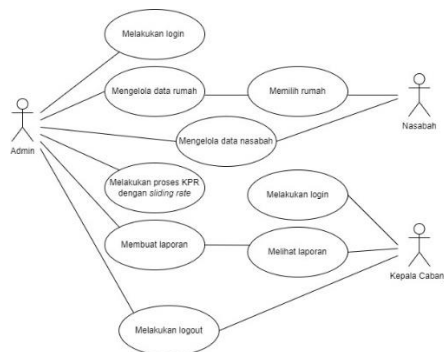 Melakukan login
Mengelola data rumah
Memilih rumah
Nasabah
Admin
Mengelola data nasabah
Melakukan proses KPR
dengan sliding rate
Melakukan login
Membuat laporan
Melihat laporan
Kepala Caban
Melakukan logout